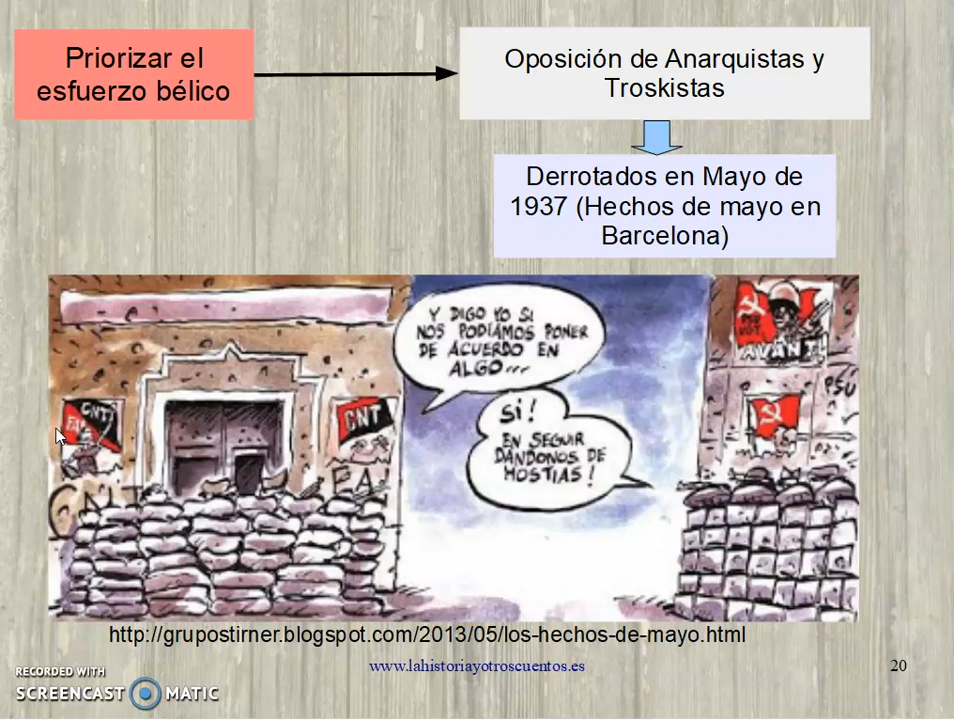 Priorizar el
esfuerzo bélico
Oposición de Anarquistas y
Troskistas
Derrotados en Mayo de
1937 (Hechos de mayo en
Barcelona)
Y DIGO YO SI
NOS PODÍAMOS PONER
DE ACUERDO EN
ALGO...
SI!
EN SEGUIR
DÁNDONOS DE
HOSTIAS!
CNT
FAI
CNT
FAI
CNT
AVANT!
PSU
http://grupostirner.blogspot.com/2013/05/los-hechos-de-mayo.html
www.lahistoriayotroscuentos.es
20
RECORDED WITH
SCREENCAST MATIC